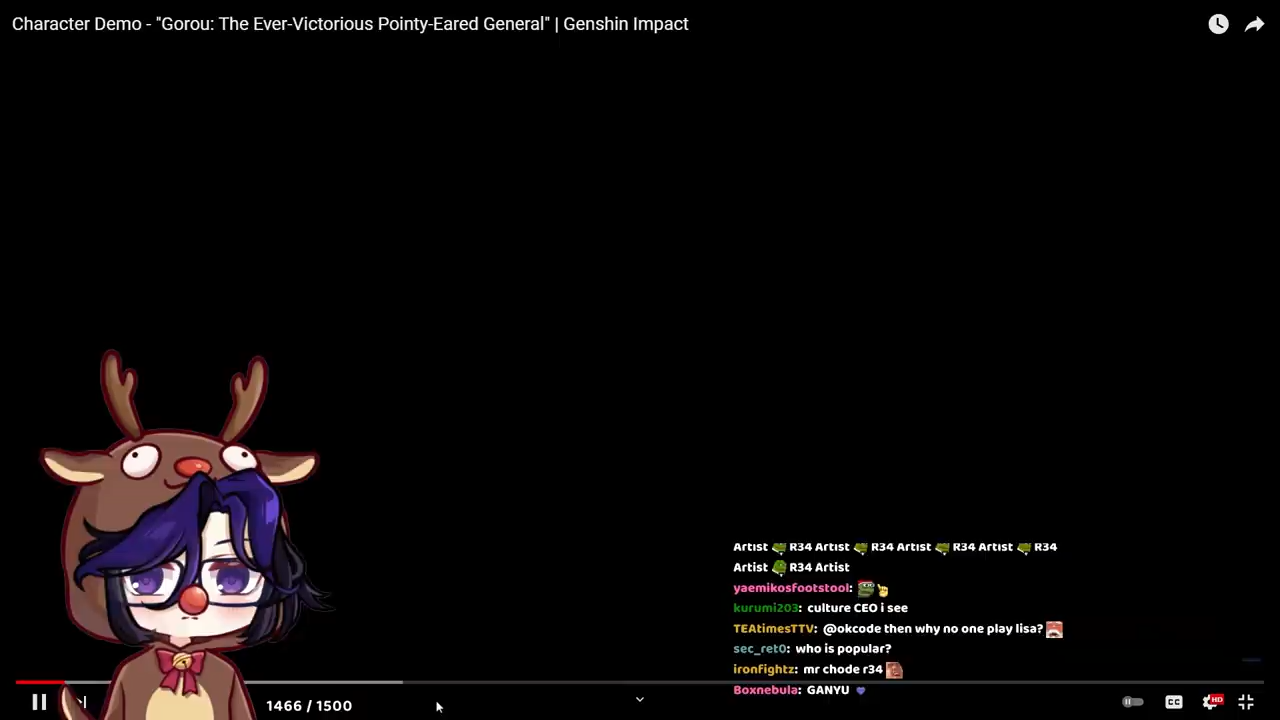 Character Demo - "Gorou: The Ever-Victorious Pointy-Eared General" | Genshin Impact
Artist R34 Artist R34 Artist R34 Artist R34
Artist R34 Artist
yaemikosfootstool:
kurumi203: culture CEO i see
TEAtimesTTV: @okcode then why no one play lisa?
sec_ret0: who is popular?
ironfightz: mr chode r34
Boxnebula: GANYU
1466 / 1500
CC
HD